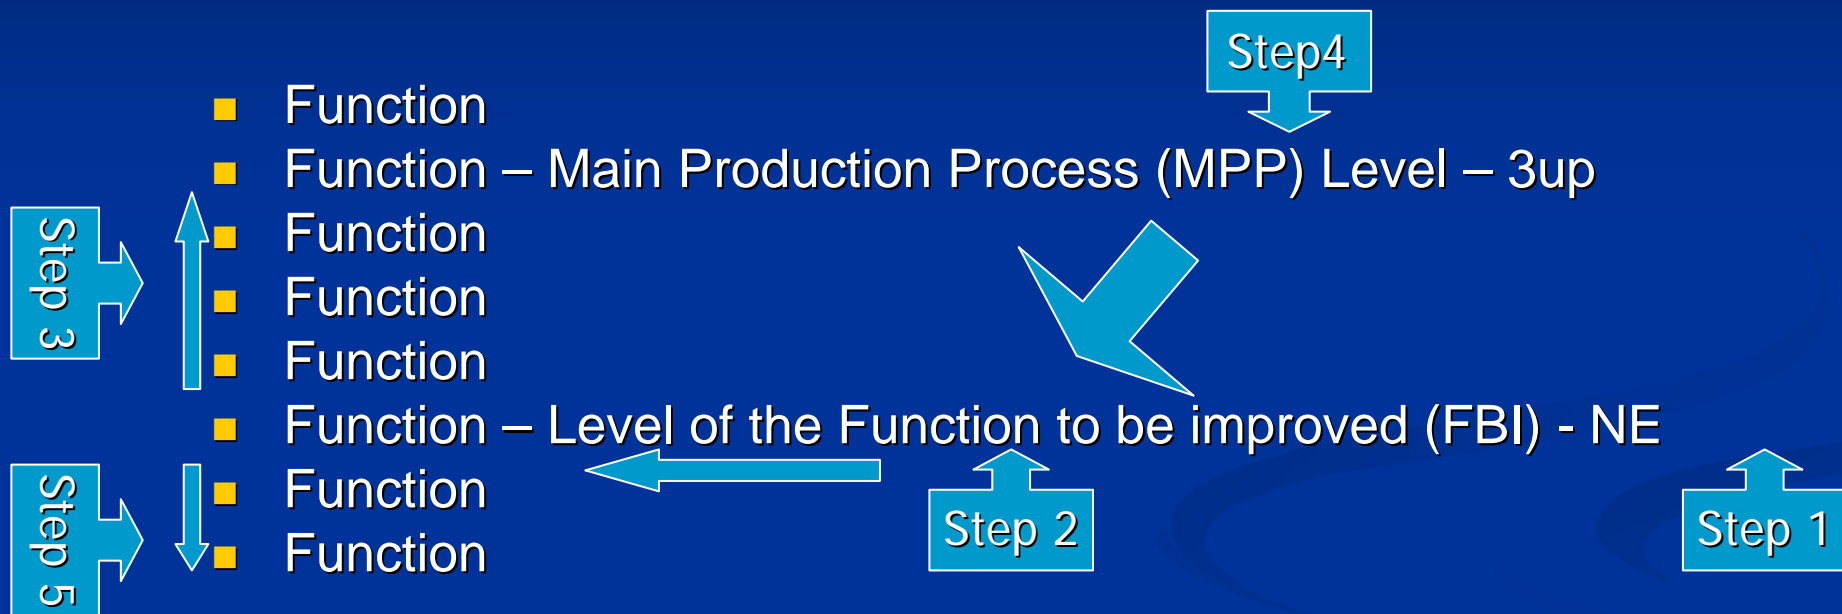 Step4
Function
Function – Main Production Process (MPP) Level – 3up
Function
Step 3
Function
Function
Function – Level of the Function to be improved (FBI) - NE
Function
Step 5
Step 2
Step 1
Function